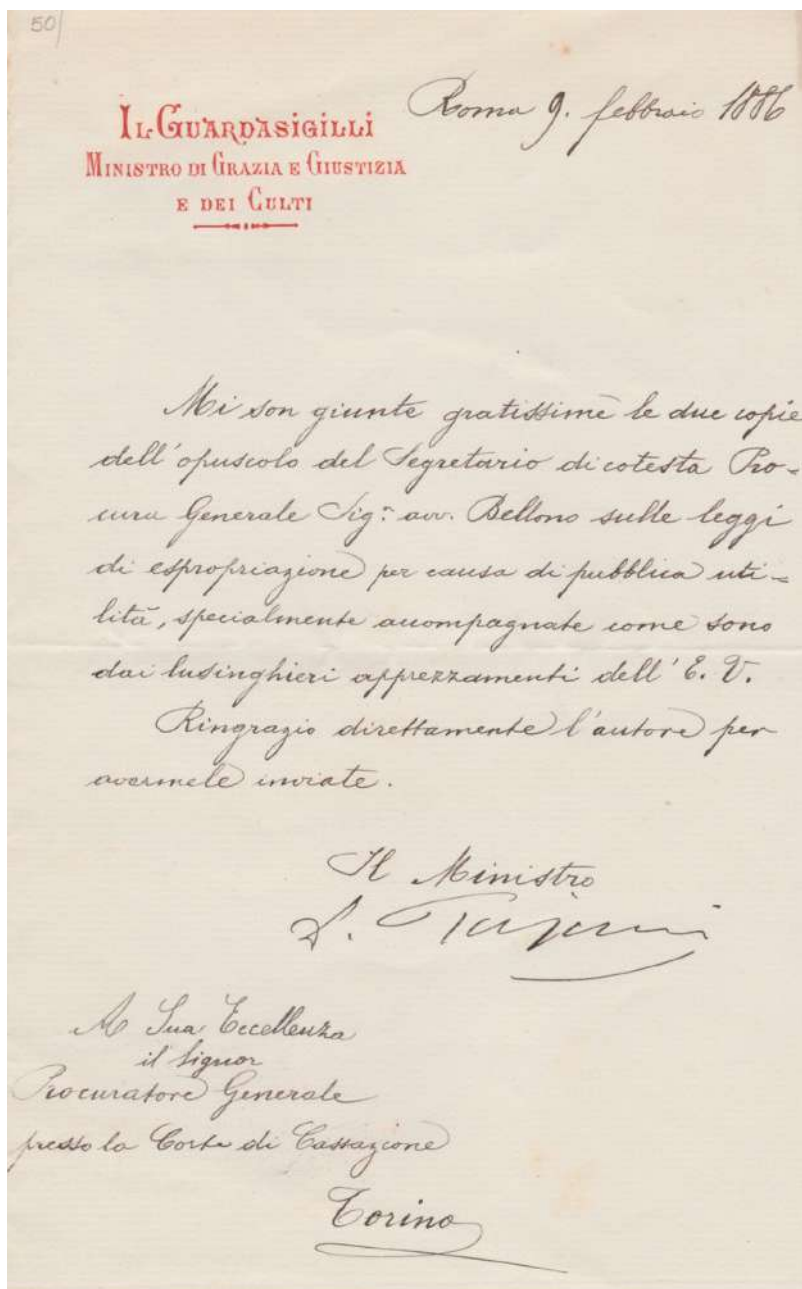 50
IL GUARDASIGILLI
MINISTRO DI GRAZIA E GIUSTIZIA
E DEI CULTI
Roma 9. febbraio 1886
Mi son giunte gratissime le due copie
dell'opuscolo del Segretario di cotesta Pro-
cura Generale Sig.r avv. Bellono sulle leggi
di espropriazione per causa di pubblica uti-
lità, specialmente accompagnate come sono
dai lusinghieri apprezzamenti dell'E. V.
Ringrazio direttamente l'autore per
avermele inviate.
Il Ministro
D. Tajani
A Sua Eccellenza
il Signor
Procuratore Generale
presso la Corte di Cassazione
Torino